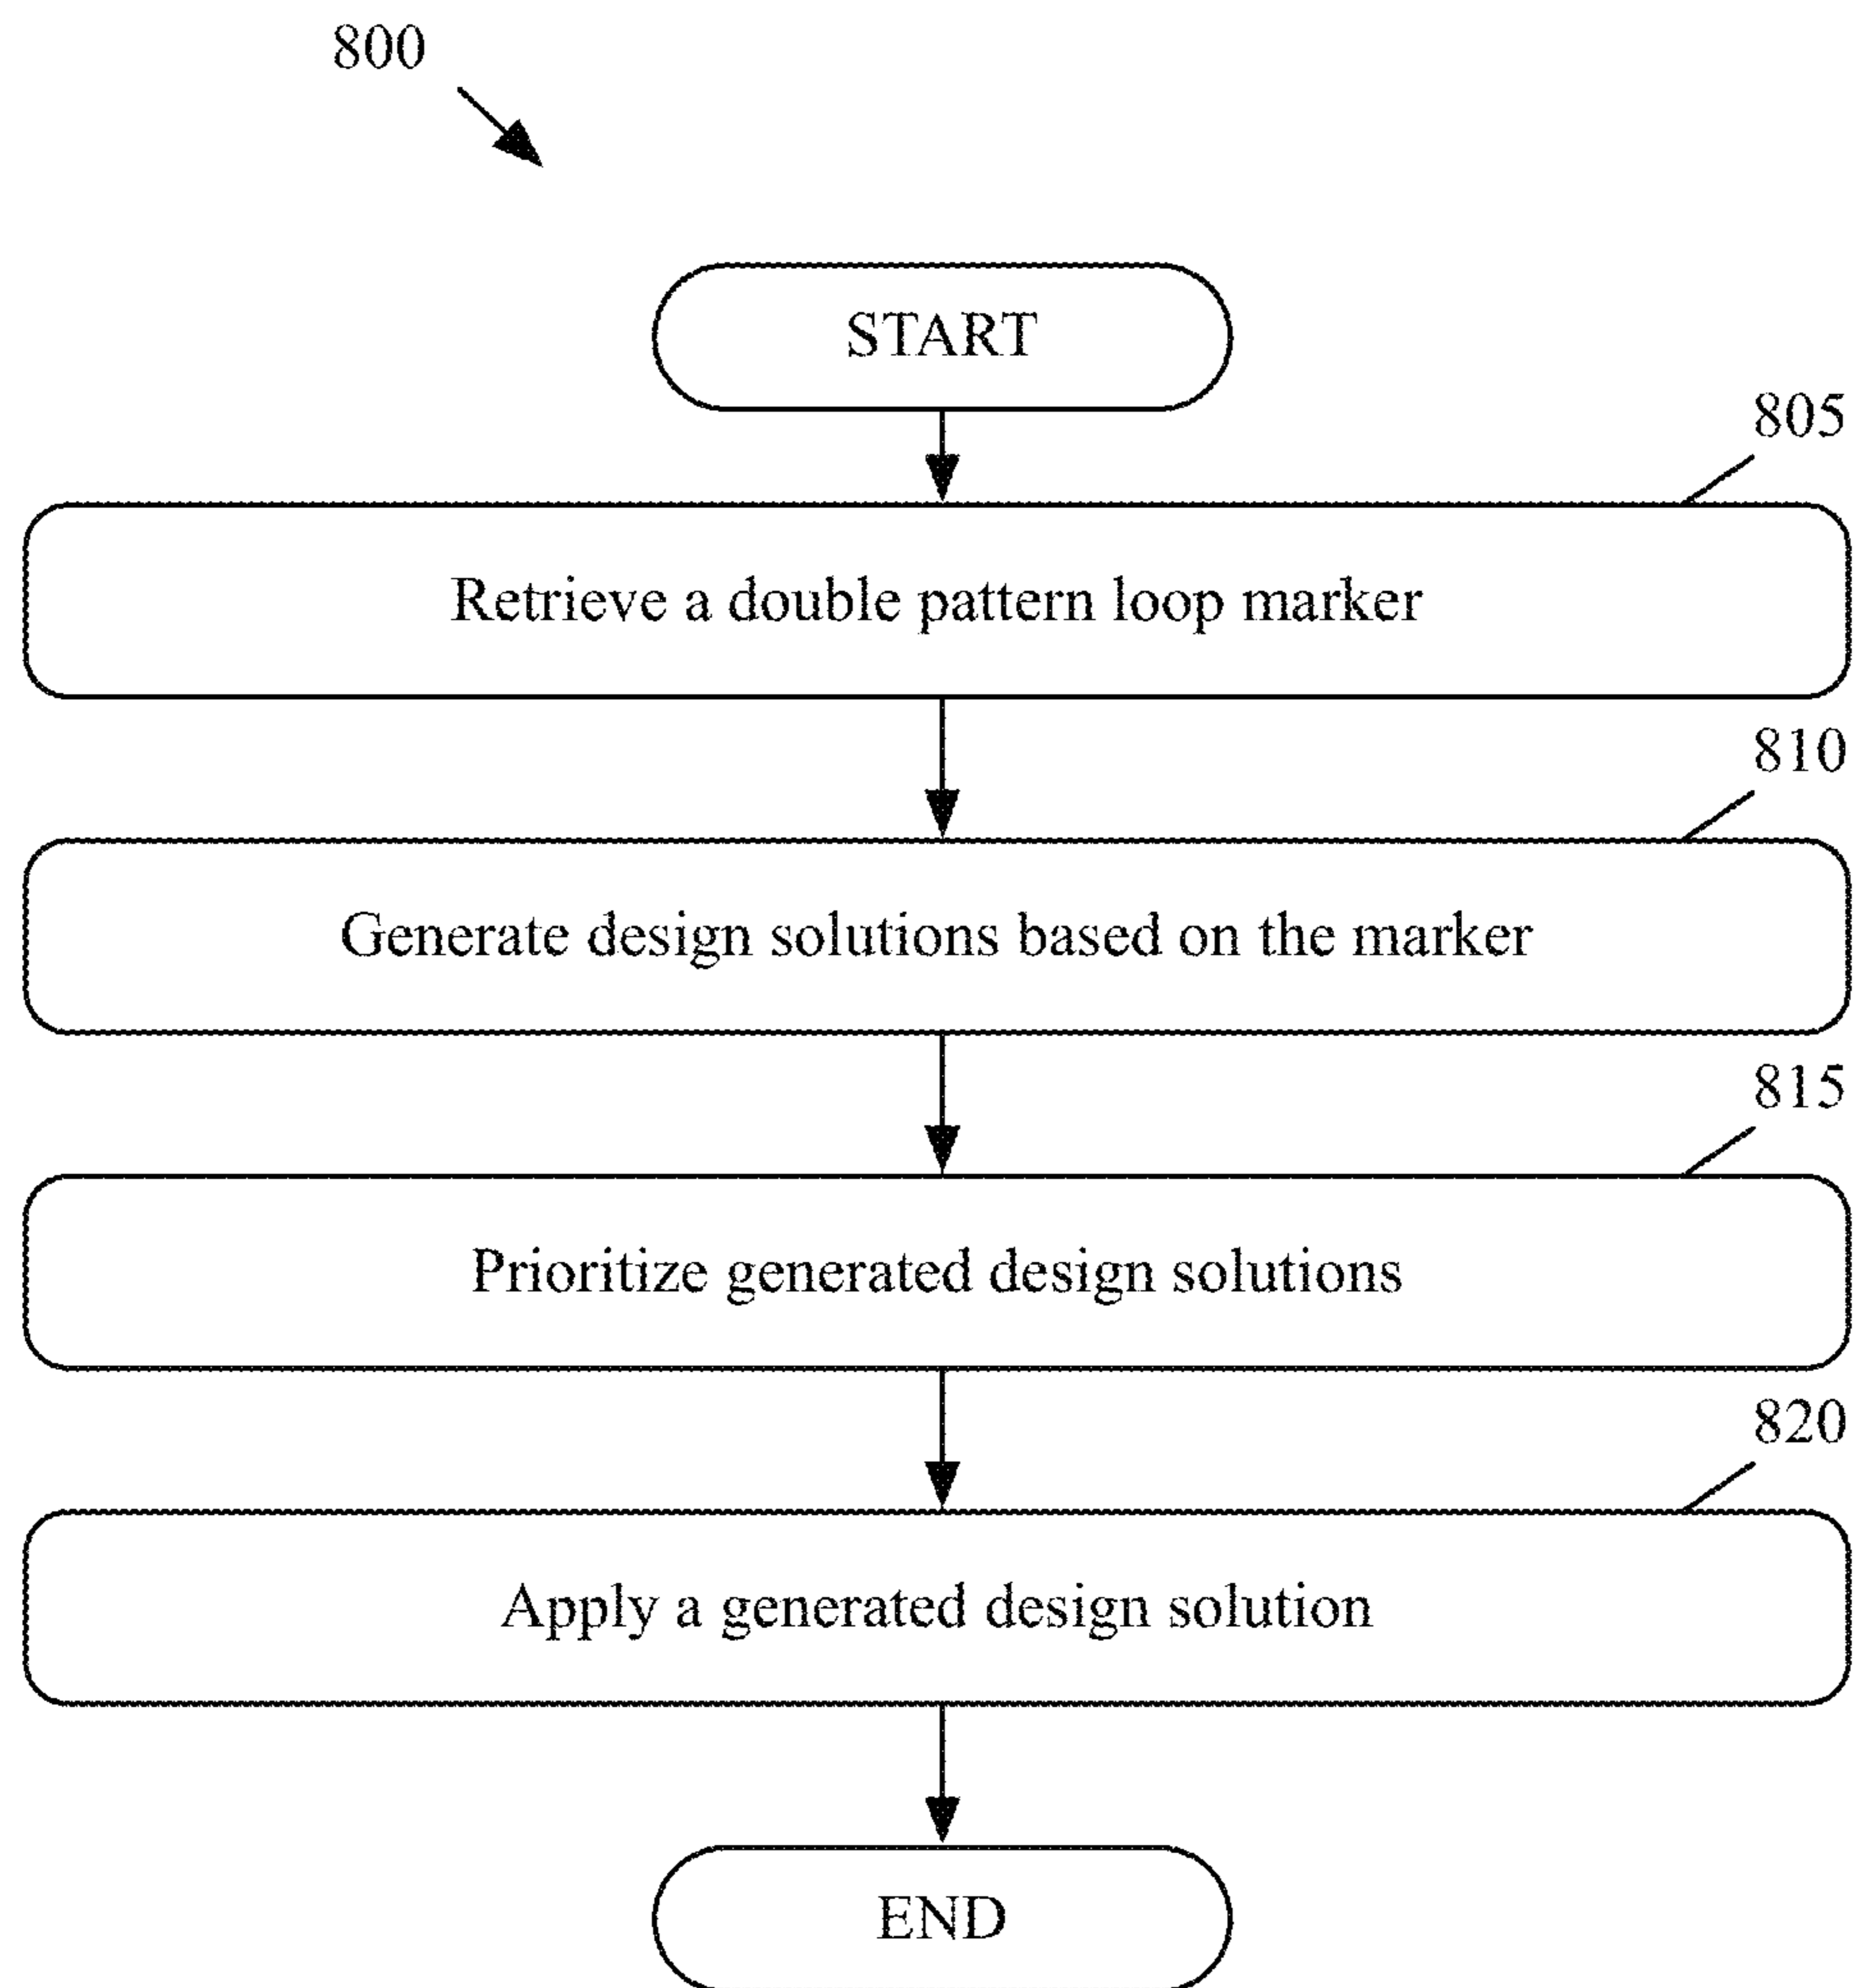 800
START
805
Retrieve a double pattern loop marker
810
Generate design solutions based on the marker
815
Prioritize generated design solutions
820
Apply a generated design solution
END